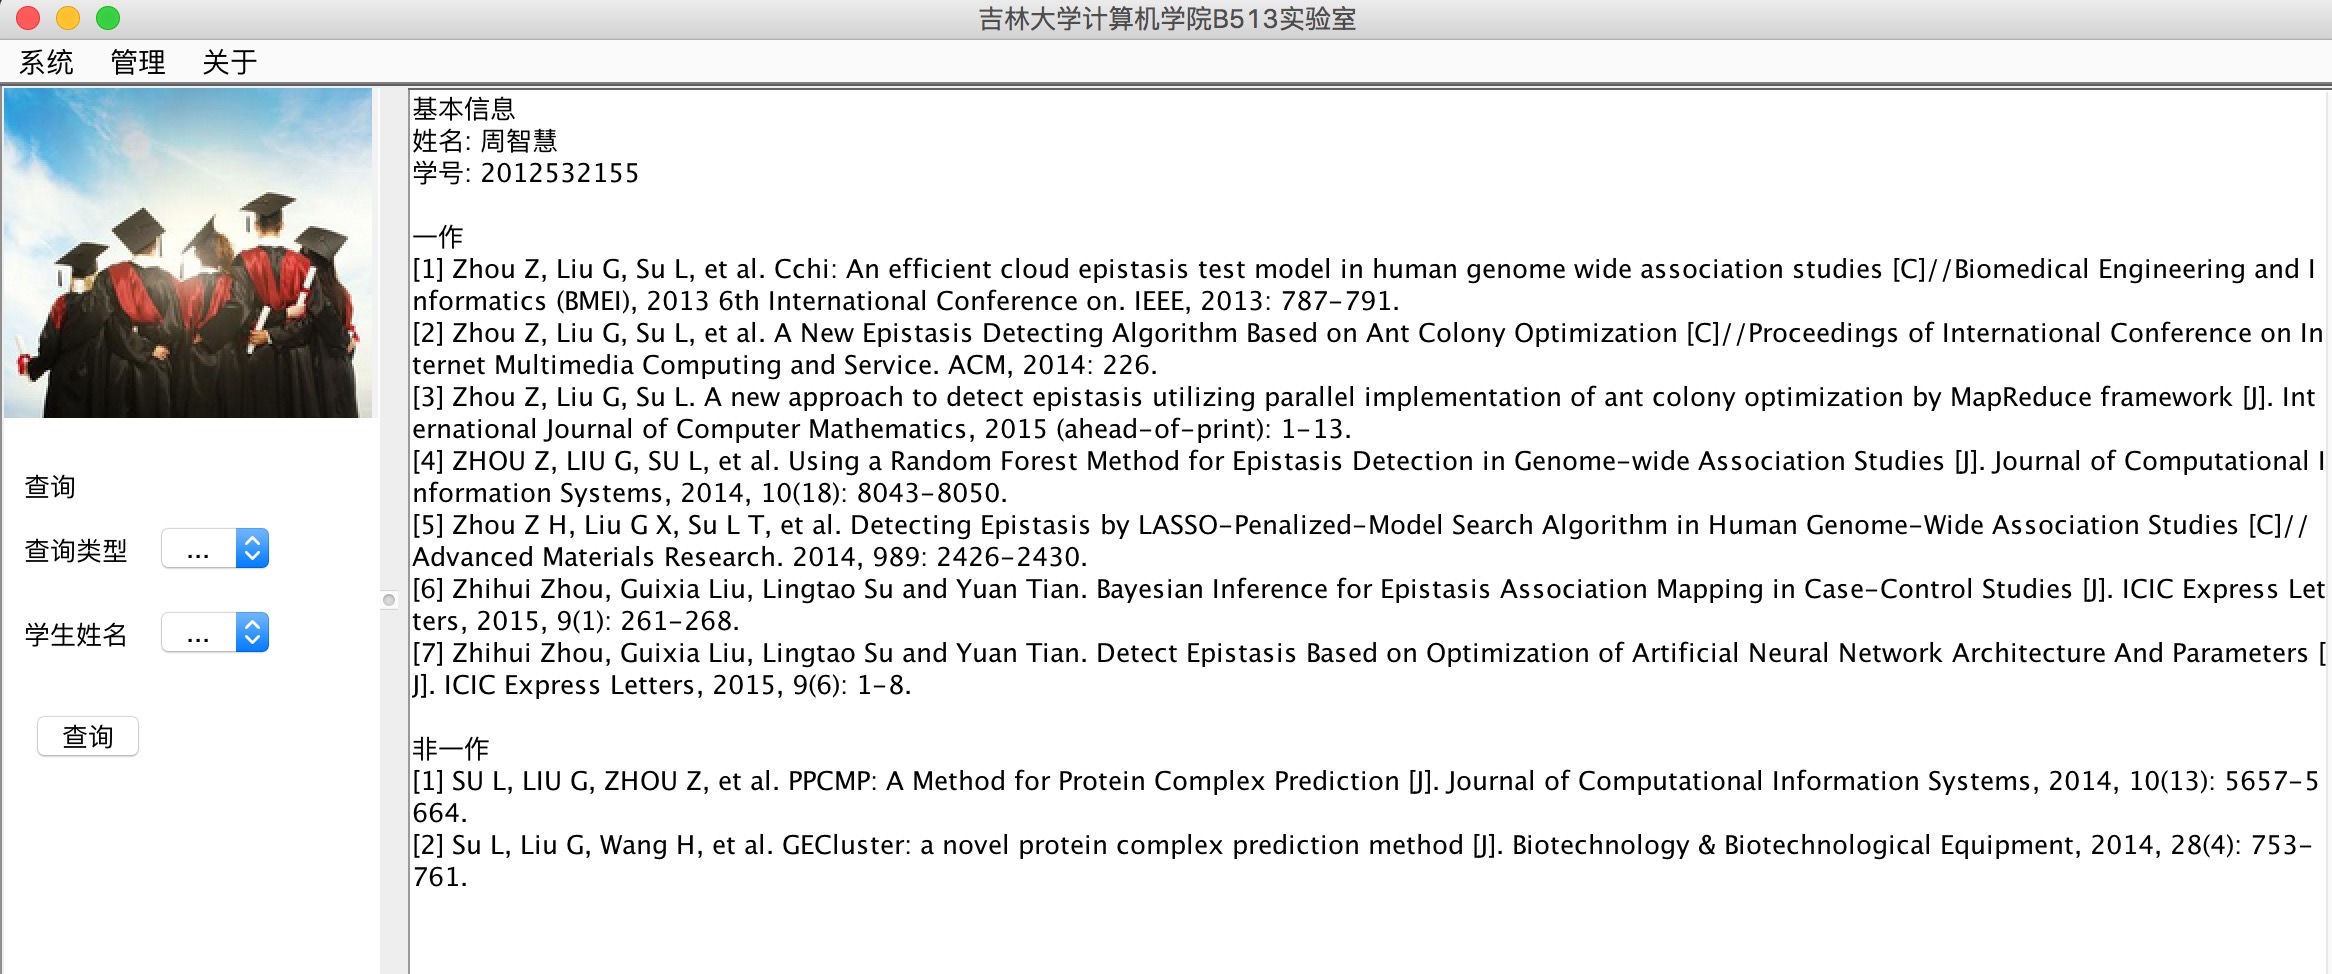 吉林大学计算机学院B513实验室
系统 管理 关于
基本信息
姓名: 周智慧
学号: 2012532155
一作
[1] Zhou Z, Liu G, Su L, et al. Cchi: An efficient cloud epistasis test model in human genome wide association studies [C]//Biomedical Engineering and I
nformatics (BMEI), 2013 6th International Conference on. IEEE, 2013: 787-791.
[2] Zhou Z, Liu G, Su L, et al. A New Epistasis Detecting Algorithm Based on Ant Colony Optimization [C]//Proceedings of International Conference on In
ternet Multimedia Computing and Service. ACM, 2014: 226.
[3] Zhou Z, Liu G, Su L. A new approach to detect epistasis utilizing parallel implementation of ant colony optimization by MapReduce framework [J]. Int
ernational Journal of Computer Mathematics, 2015 (ahead-of-print): 1-13.
[4] ZHOU Z, LIU G, SU L, et al. Using a Random Forest Method for Epistasis Detection in Genome-wide Association Studies [J]. Journal of Computational I
nformation Systems, 2014, 10(18): 8043-8050.
[5] Zhou Z H, Liu G X, Su L T, et al. Detecting Epistasis by LASSO-Penalized-Model Search Algorithm in Human Genome-Wide Association Studies [C]//
Advanced Materials Research. 2014, 989: 2426-2430.
[6] Zhihui Zhou, Guixia Liu, Lingtao Su and Yuan Tian. Bayesian Inference for Epistasis Association Mapping in Case-Control Studies [J]. ICIC Express Let
ters, 2015, 9(1): 261-268.
[7] Zhihui Zhou, Guixia Liu, Lingtao Su and Yuan Tian. Detect Epistasis Based on Optimization of Artificial Neural Network Architecture And Parameters [
J]. ICIC Express Letters, 2015, 9(6): 1-8.
非一作
[1] SU L, LIU G, ZHOU Z, et al. PPCMP: A Method for Protein Complex Prediction [J]. Journal of Computational Information Systems, 2014, 10(13): 5657-5
664.
[2] Su L, Liu G, Wang H, et al. GECluster: a novel protein complex prediction method [J]. Biotechnology & Biotechnological Equipment, 2014, 28(4): 753-
761.
查询
查询类型 ...
学生姓名 ...
查询